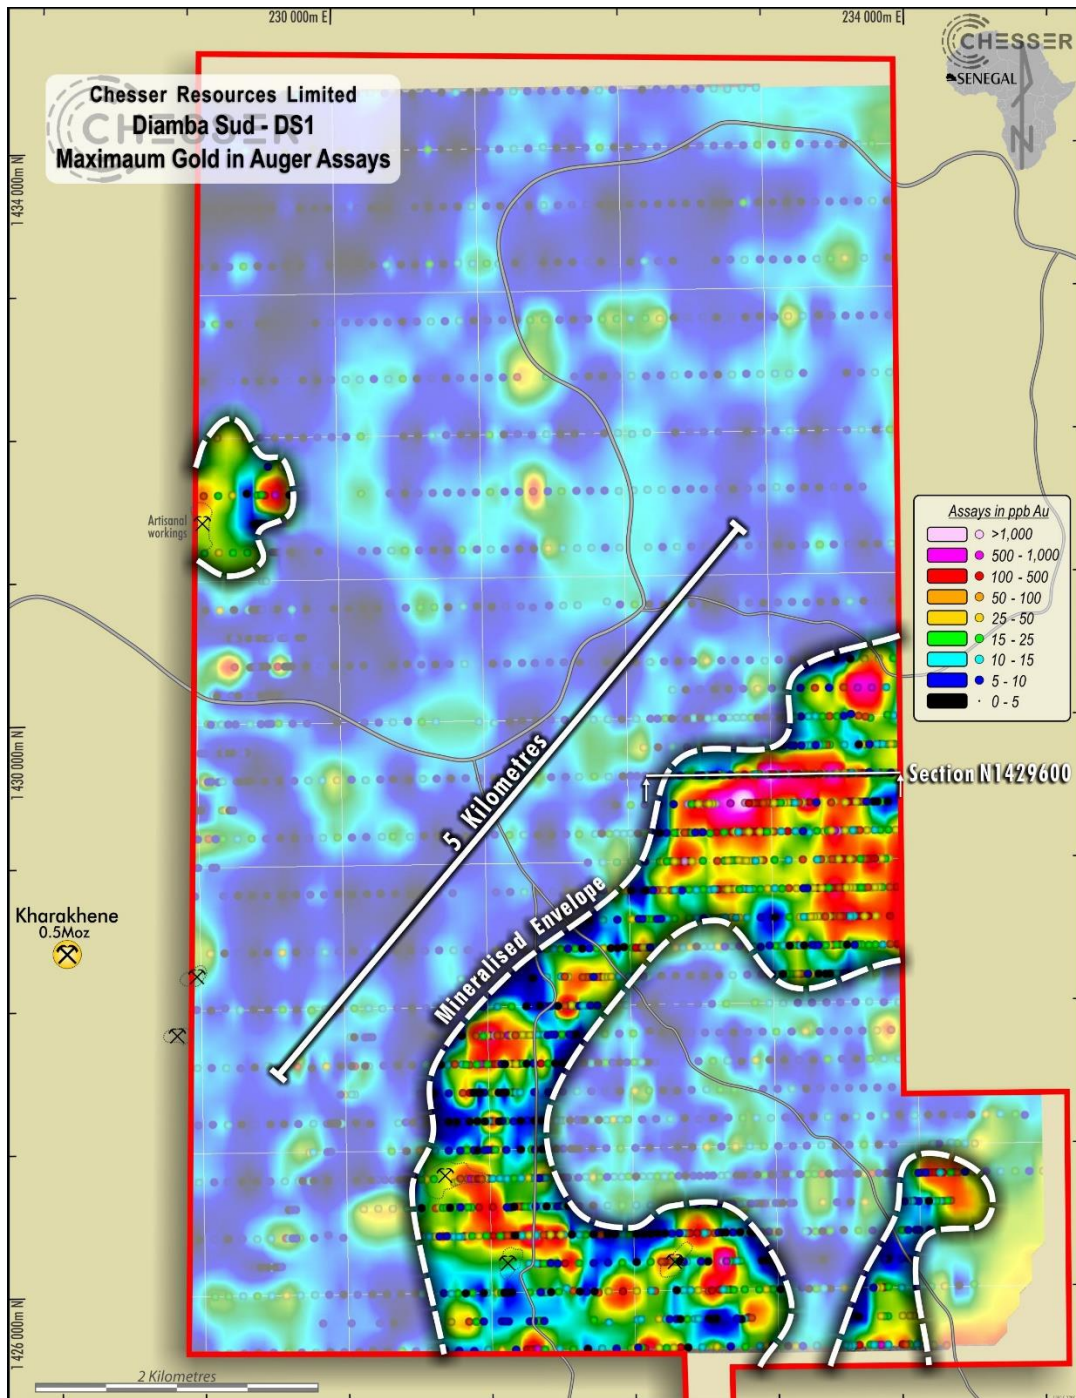 230 000m E
234 000m E
CHESSER
SENEGAL
N
Chesser Resources Limited
Diamba Sud - DS1
Maximaum Gold in Auger Assays
CHESSER
1 434 000m N
Artisanal
workings
Assays in ppb Au
>1,000
500 - 1,000
100 - 500
50 - 100
25 - 50
15 - 25
10 - 15
5 - 10
0 - 5
1 430 000m N
Section N1429600
5 Kilometres
Mineralised Envelope
Kharakhene
0.5Moz
1 426 000m N
2 Kilometres